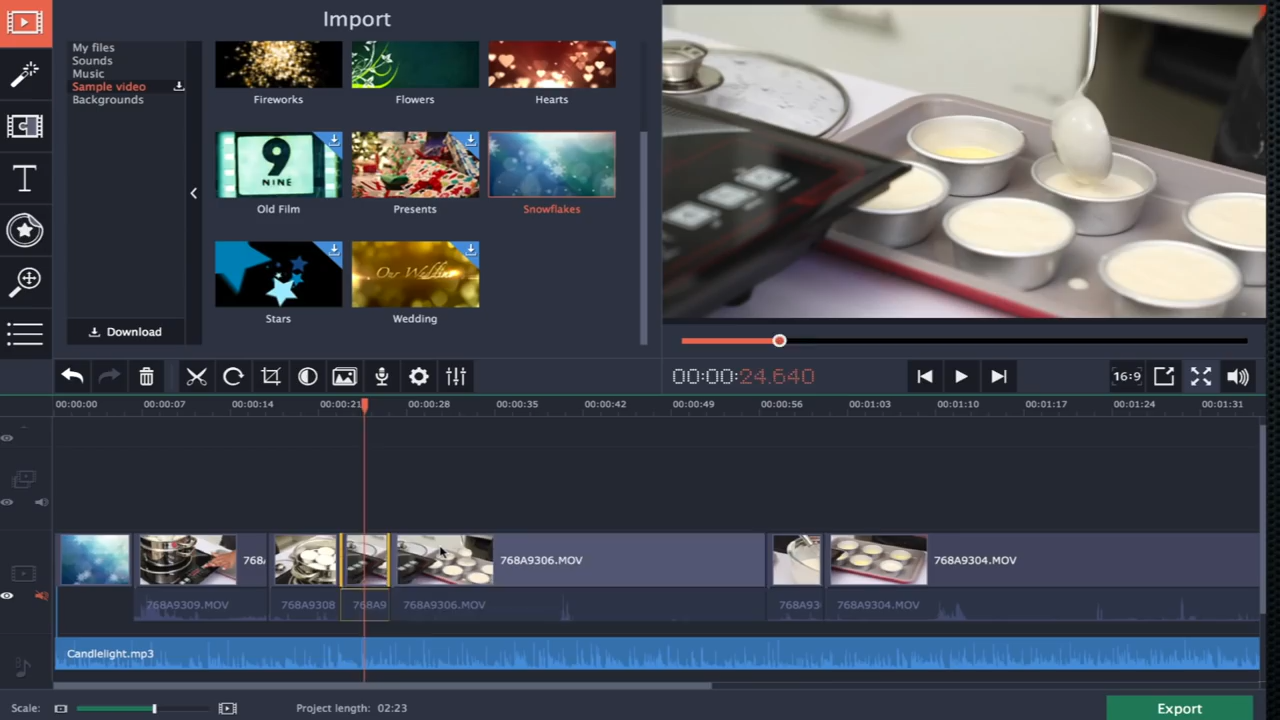 Import
My files
Sounds
Music
Sample video
Backgrounds
Download
Fireworks
Flowers
Hearts
9
NINE
Old Film
Presents
Snowflakes
Stars
Our Wedding
Wedding
00:00:24.640
16:9
00:00:00
00:00:07
00:00:14
00:00:21
00:00:28
00:00:35
00:00:42
00:00:49
00:00:56
00:01:03
00:01:10
00:01:17
00:01:24
00:01:31
768A9306.MOV
768A9304.MOV
768A9309.MOV
768A9308
768A9
768A9306.MOV
768A93
768A9304.MOV
Candlelight.mp3
Scale:
Project length: 02:23
Export